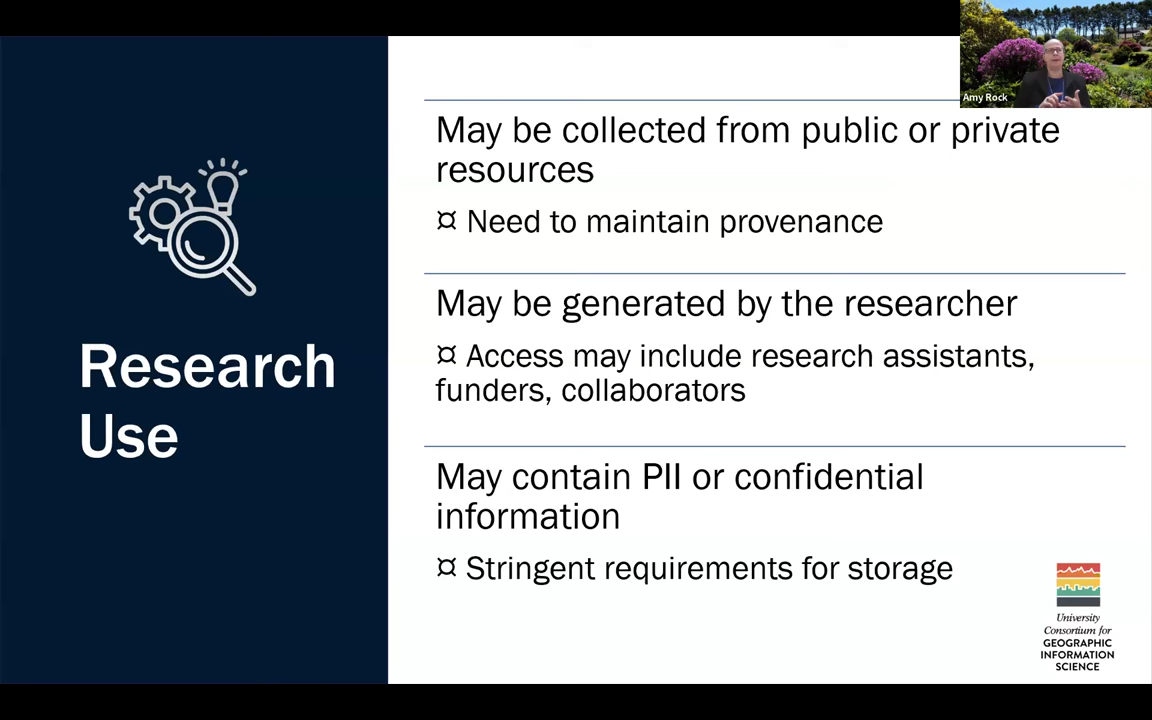 Amy Rock
May be collected from public or private
resources
¤ Need to maintain provenance
May be generated by the researcher
¤ Access may include research assistants,
funders, collaborators
May contain PII or confidential
information
¤ Stringent requirements for storage
Research
Use
University
Consortium for
GEOGRAPHIC
INFORMATION
SCIENCE